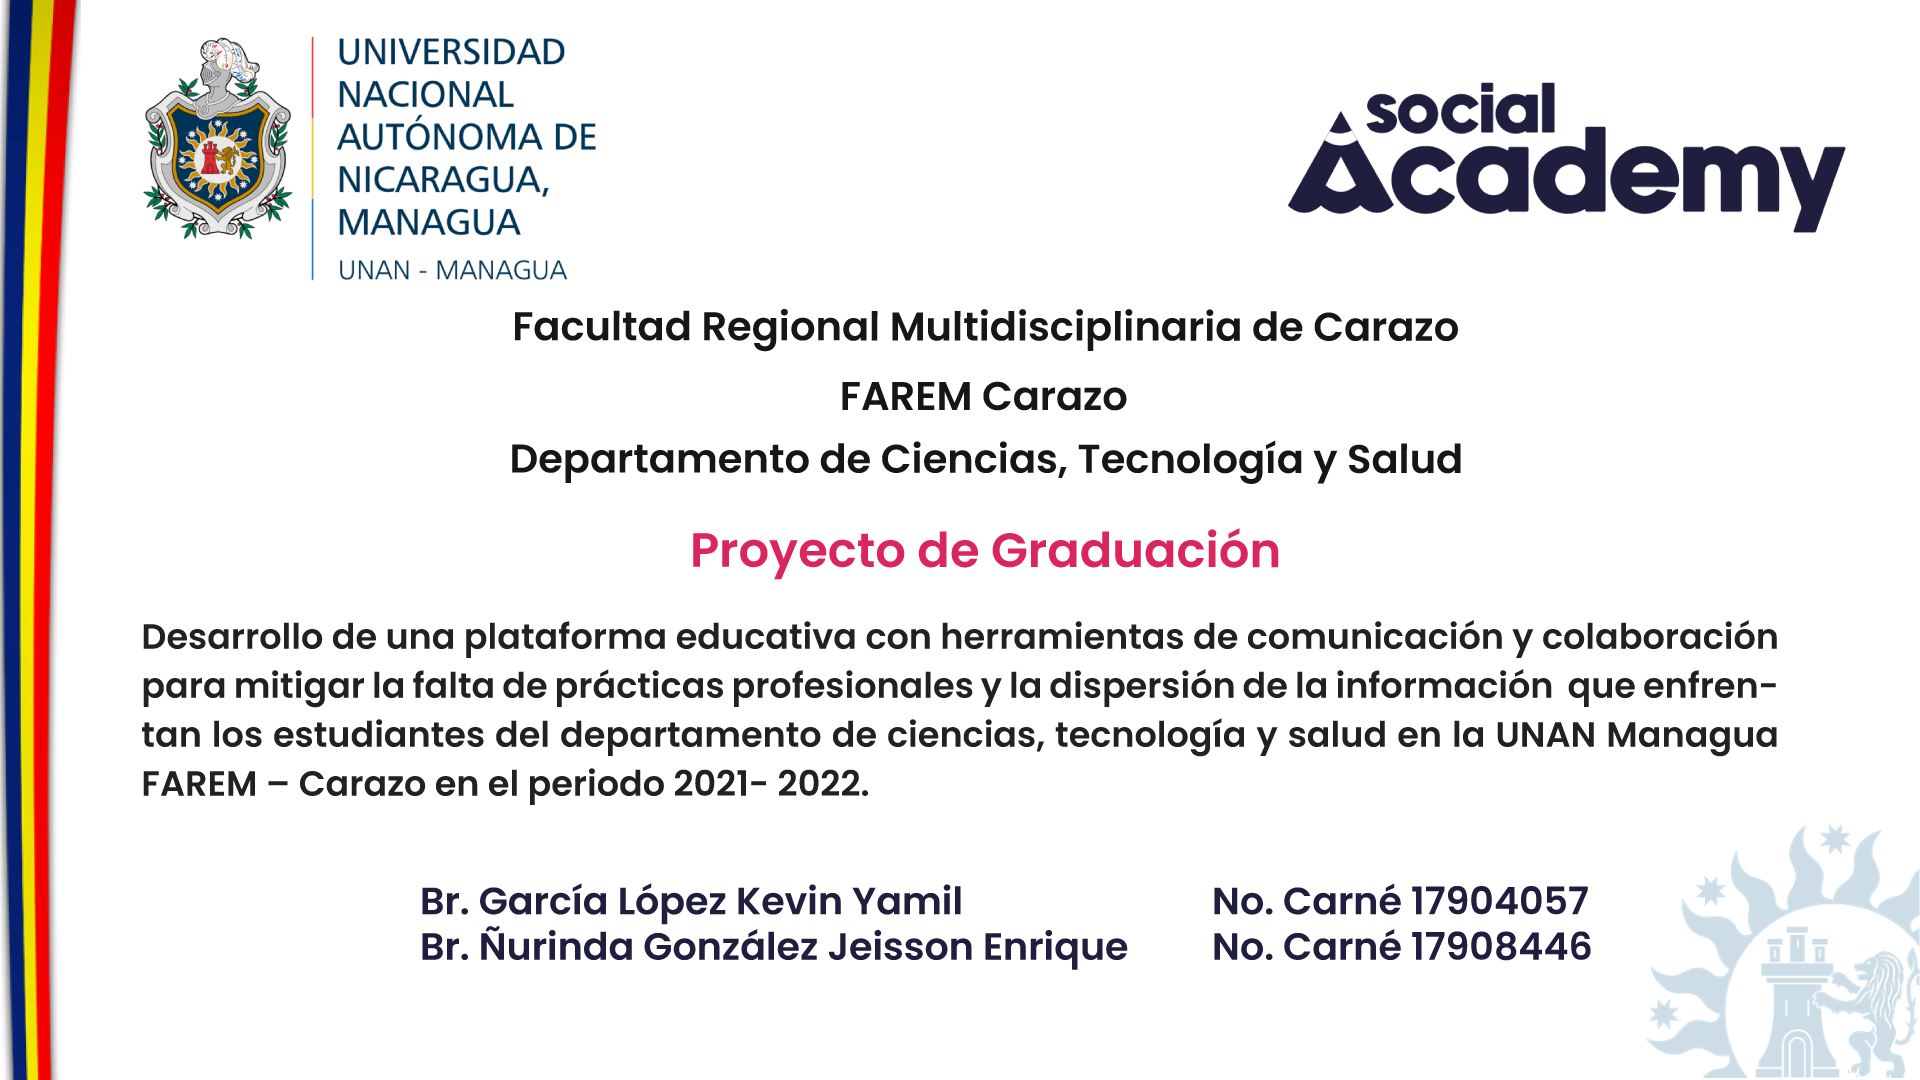 UNIVERSIDAD
NACIONAL
AUTÓNOMA DE
NICARAGUA,
MANAGUA
UNAN - MANAGUA
social
Academy
Facultad Regional Multidisciplinaria de Carazo
FAREM Carazo
Departamento de Ciencias, Tecnología y Salud
Proyecto de Graduación
Desarrollo de una plataforma educativa con herramientas de comunicación y colaboración
para mitigar la falta de prácticas profesionales y la dispersión de la información que enfren-
tan los estudiantes del departamento de ciencias, tecnología y salud en la UNAN Managua
FAREM – Carazo en el periodo 2021- 2022.
Br. García López Kevin Yamil No. Carné 17904057
Br. Ñurinda González Jeisson Enrique No. Carné 17908446